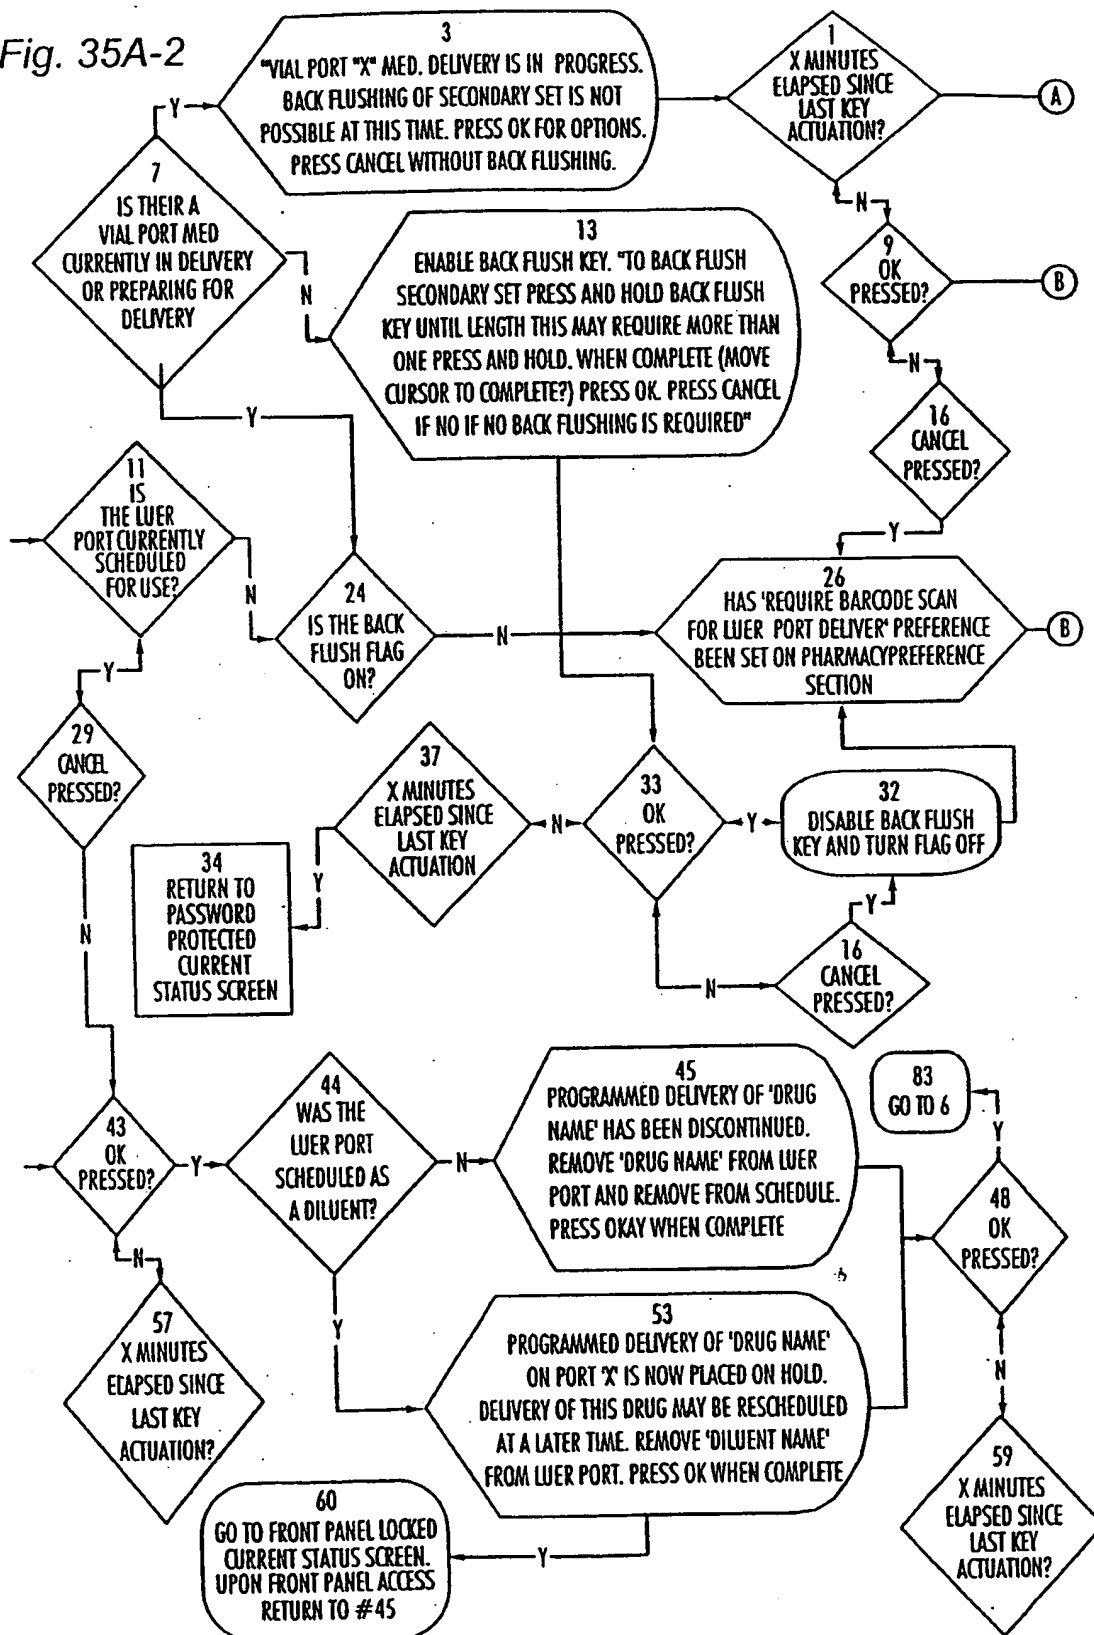 Fig. 35A-2
3
"VIAL PORT "X" MED. DELIVERY IS IN PROGRESS.
BACK FLUSHING OF SECONDARY SET IS NOT
POSSIBLE AT THIS TIME. PRESS OK FOR OPTIONS.
PRESS CANCEL WITHOUT BACK FLUSHING.
1
X MINUTES
ELAPSED SINCE
LAST KEY
ACTUATION?
A
Y
7
IS THEIR A
VIAL PORT MED
CURRENTLY IN DELIVERY
OR PREPARING FOR
DELIVERY
N
Y
13
ENABLE BACK FLUSH KEY. "TO BACK FLUSH
SECONDARY SET PRESS AND HOLD BACK FLUSH
KEY UNTIL LENGTH THIS MAY REQUIRE MORE THAN
ONE PRESS AND HOLD. WHEN COMPLETE (MOVE
CURSOR TO COMPLETE?) PRESS OK. PRESS CANCEL
IF NO IF NO BACK FLUSHING IS REQUIRED"
N
9
OK
PRESSED?
B
N
16
CANCEL
PRESSED?
Y
11
IS
THE LUER
PORT CURRENTLY
SCHEDULED
FOR USE?
N
Y
24
IS THE BACK
FLUSH FLAG
ON?
N
26
HAS 'REQUIRE BARCODE SCAN
FOR LUER PORT DELIVER' PREFERENCE
BEEN SET ON PHARMACYPREFERENCE
SECTION
B
29
CANCEL
PRESSED?
N
37
X MINUTES
ELAPSED SINCE
LAST KEY
ACTUATION
N
33
OK
PRESSED?
Y
32
DISABLE BACK FLUSH
KEY AND TURN FLAG OFF
Y
34
RETURN TO
PASSWORD
PROTECTED
CURRENT
STATUS SCREEN
N
Y
16
CANCEL
PRESSED?
43
OK
PRESSED?
Y
44
WAS THE
LUER PORT
SCHEDULED AS
A DILUENT?
N
45
PROGRAMMED DELIVERY OF 'DRUG
NAME' HAS BEEN DISCONTINUED.
REMOVE 'DRUG NAME' FROM LUER
PORT AND REMOVE FROM SCHEDULE.
PRESS OKAY WHEN COMPLETE
83
GO TO 6
Y
48
OK
PRESSED?
N
57
X MINUTES
ELAPSED SINCE
LAST KEY
ACTUATION?
Y
53
PROGRAMMED DELIVERY OF 'DRUG NAME'
ON PORT 'X' IS NOW PLACED ON HOLD.
DELIVERY OF THIS DRUG MAY BE RESCHEDULED
AT A LATER TIME. REMOVE 'DILUENT NAME'
FROM LUER PORT. PRESS OK WHEN COMPLETE
N
59
X MINUTES
ELAPSED SINCE
LAST KEY
ACTUATION?
60
GO TO FRONT PANEL LOCKED
CURRENT STATUS SCREEN.
UPON FRONT PANEL ACCESS
RETURN TO #45
Y